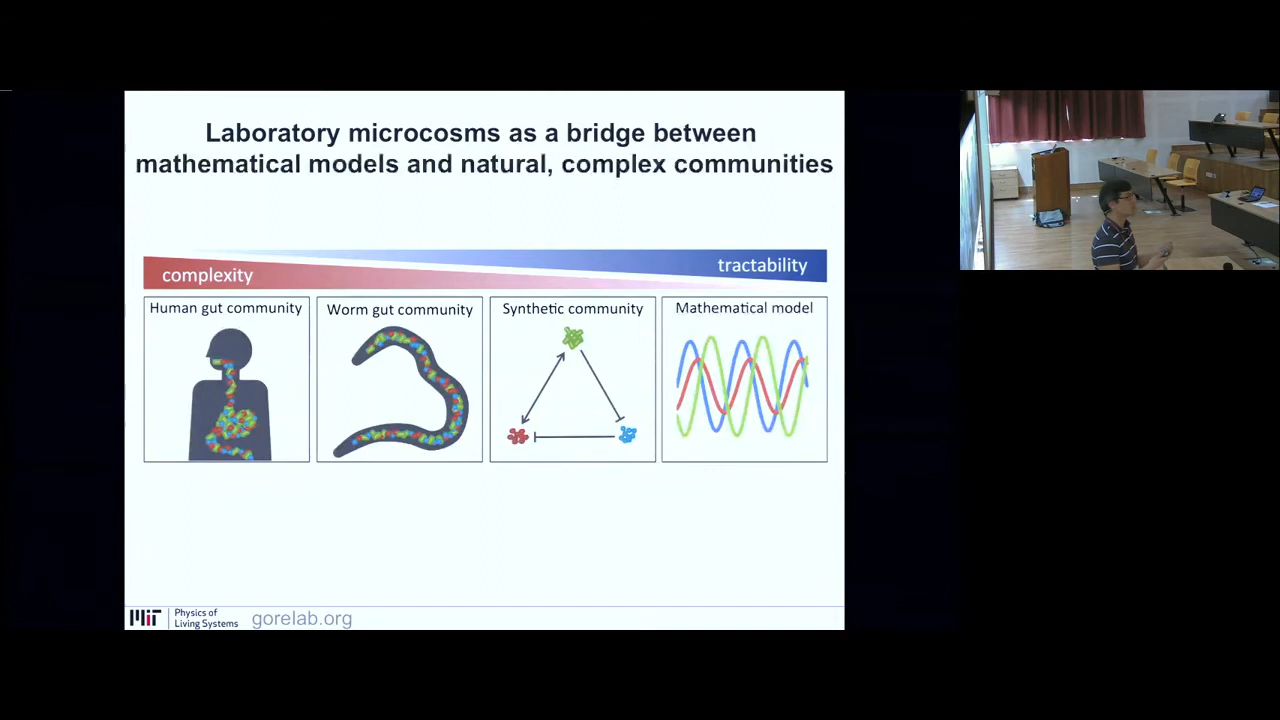 Laboratory microcosms as a bridge between
mathematical models and natural, complex communities
complexity
tractability
Human gut community
Worm gut community
Synthetic community
Mathematical model
MIT
Physics of
Living Systems
gorelab.org